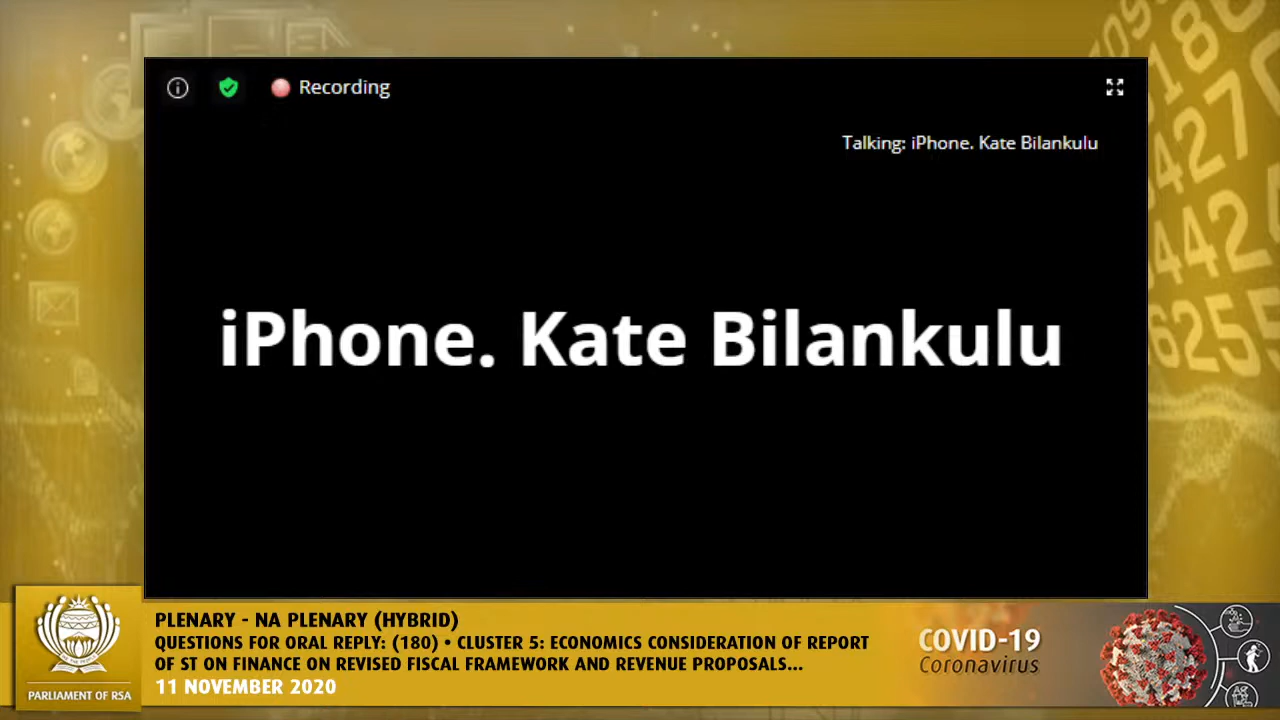 Recording
Talking: iPhone. Kate Bilankulu
iPhone. Kate Bilankulu
PLENARY - NA PLENARY (HYBRID)
QUESTIONS FOR ORAL REPLY: (180) • CLUSTER 5: ECONOMICS CONSIDERATION OF REPORT
OF ST ON FINANCE ON REVISED FISCAL FRAMEWORK AND REVENUE PROPOSALS...
11 NOVEMBER 2020
PARLIAMENT OF RSA
COVID-19
Coronavirus